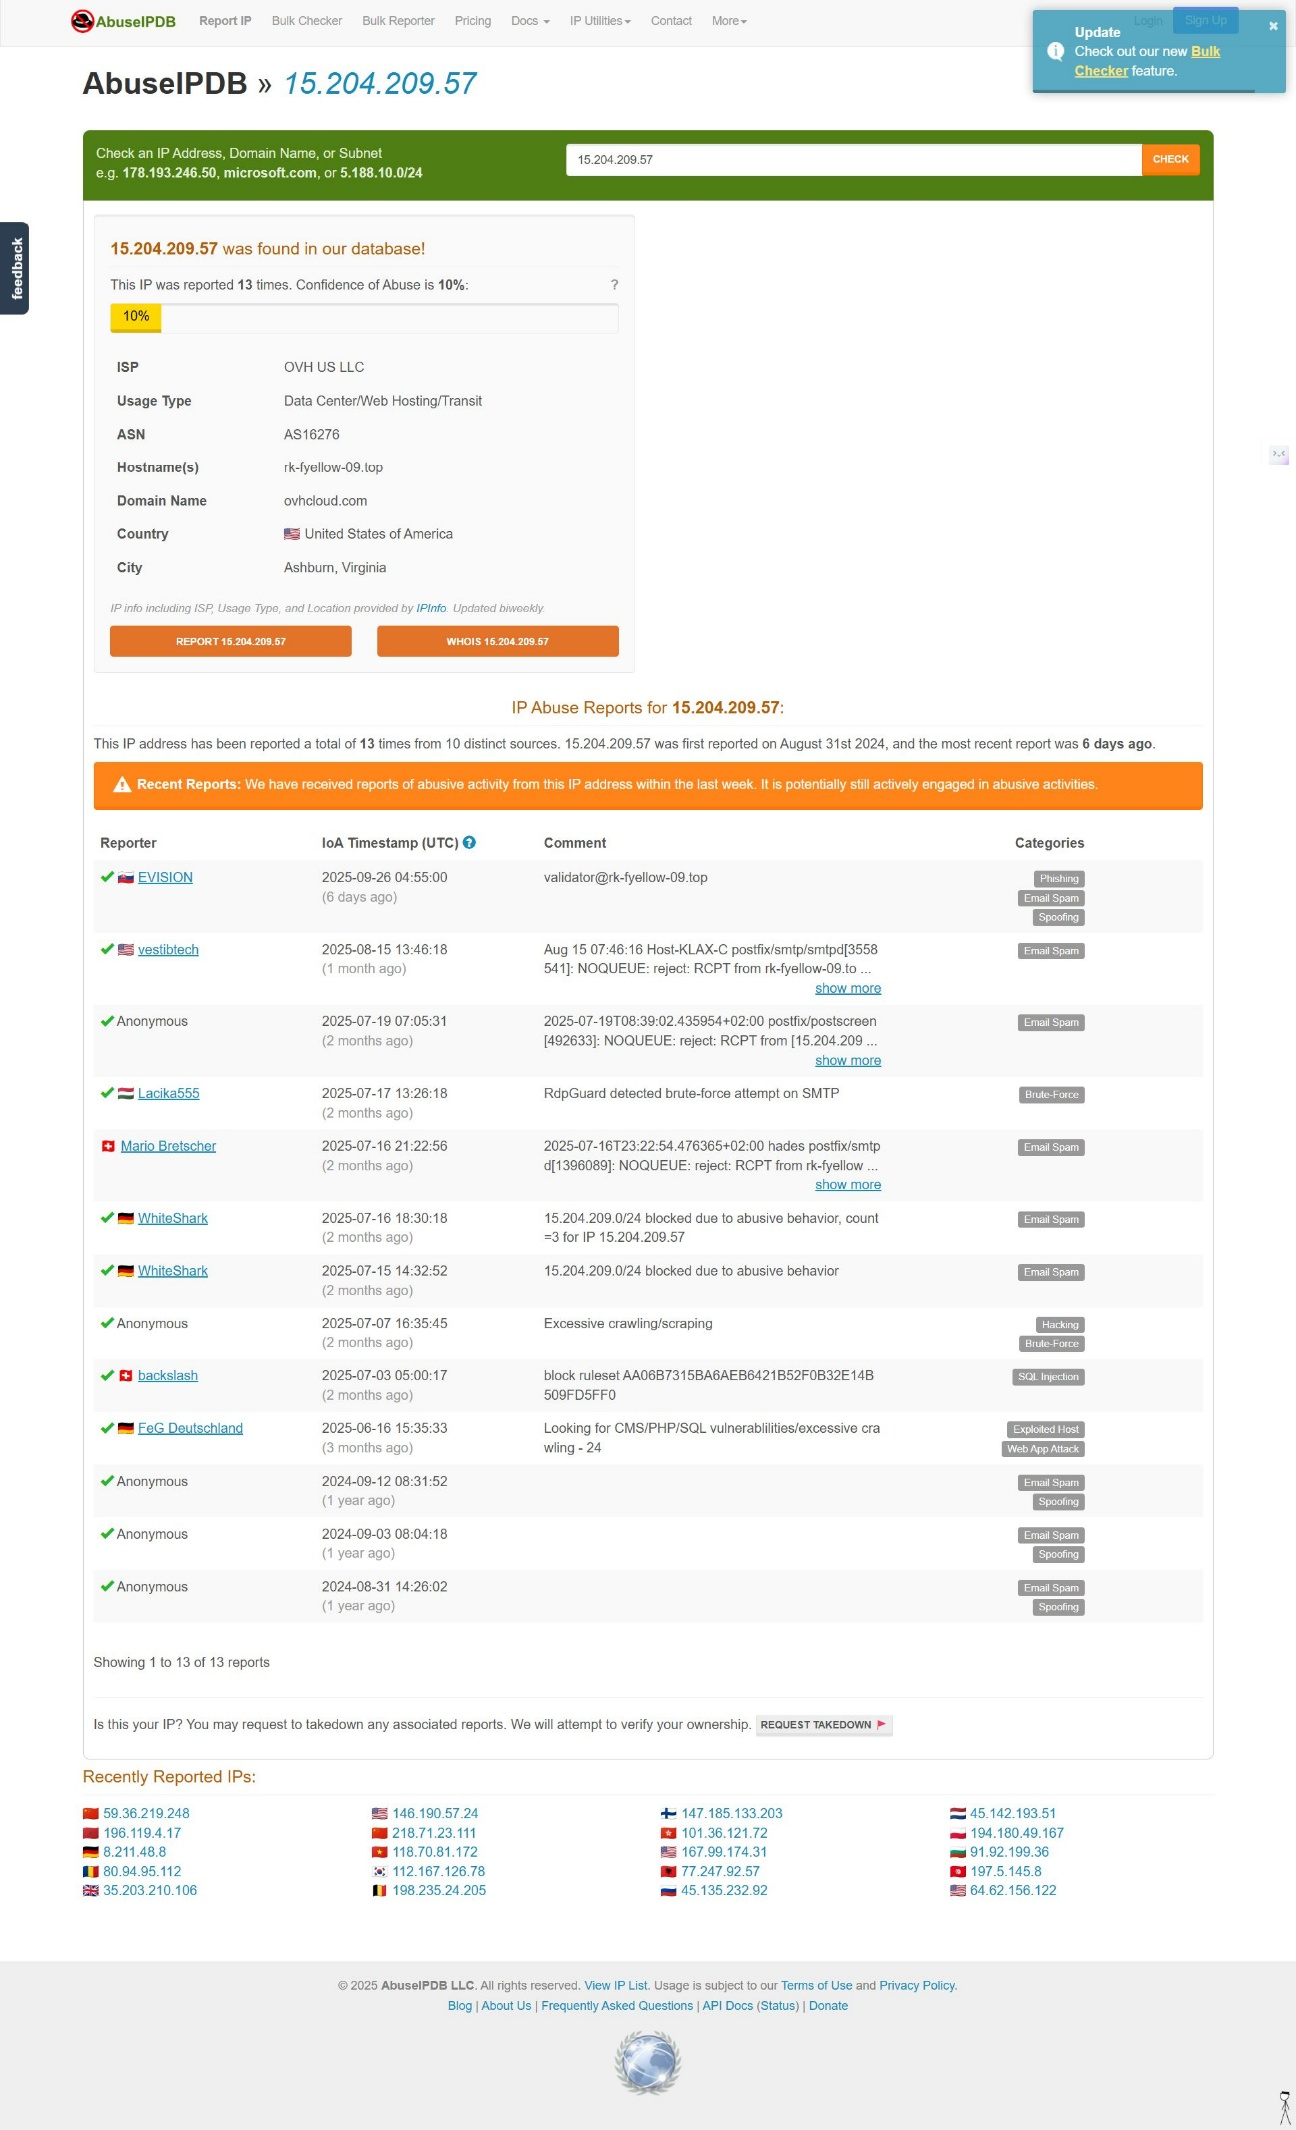 AbuseIPDB
Report IP
Bulk Checker
Bulk Reporter
Pricing
Docs
IP Utilities
Contact
More
Login
Sign Up
Update
Check out our new Bulk
Checker feature.
×
AbuseIPDB » 15.204.209.57
Check an IP Address, Domain Name, or Subnet
e.g. 178.193.246.50, microsoft.com, or 5.188.10.0/24
15.204.209.57
CHECK
feedback
15.204.209.57 was found in our database!
This IP was reported 13 times. Confidence of Abuse is 10%: ?
10%
ISP OVH US LLC
Usage Type Data Center/Web Hosting/Transit
ASN AS16276
Hostname(s) rk-fyellow-09.top
Domain Name ovhcloud.com
Country United States of America
City Ashburn, Virginia
IP info including ISP, Usage Type, and Location provided by IPInfo. Updated biweekly.
REPORT 15.204.209.57
WHOIS 15.204.209.57
IP Abuse Reports for 15.204.209.57:
This IP address has been reported a total of 13 times from 10 distinct sources. 15.204.209.57 was first reported on August 31st 2024, and the most recent report was 6 days ago.
Recent Reports: We have received reports of abusive activity from this IP address within the last week. It is potentially still actively engaged in abusive activities.
Reporter IoA Timestamp (UTC) ? Comment Categories
EVISION 2025-09-26 04:55:00 validator@rk-fyellow-09.top Phishing
(6 days ago) Email Spam
Spoofing
vestibtech 2025-08-15 13:46:18 Aug 15 07:46:16 Host-KLAX-C postfix/smtp/smtpd[3558 Email Spam
(1 month ago) 541]: NOQUEUE: reject: RCPT from rk-fyellow-09.to ...
show more
Anonymous 2025-07-19 07:05:31 2025-07-19T08:39:02.435954+02:00 postfix/postscreen Email Spam
(2 months ago) [492633]: NOQUEUE: reject: RCPT from [15.204.209 ...
show more
Lacika555 2025-07-17 13:26:18 RdpGuard detected brute-force attempt on SMTP Brute-Force
(2 months ago)
Mario Bretscher 2025-07-16 21:22:56 2025-07-16T23:22:54.476365+02:00 hades postfix/smtp Email Spam
(2 months ago) d[1396089]: NOQUEUE: reject: RCPT from rk-fyellow ...
show more
WhiteShark 2025-07-16 18:30:18 15.204.209.0/24 blocked due to abusive behavior, count Email Spam
(2 months ago) =3 for IP 15.204.209.57
WhiteShark 2025-07-15 14:32:52 15.204.209.0/24 blocked due to abusive behavior Email Spam
(2 months ago)
Anonymous 2025-07-07 16:35:45 Excessive crawling/scraping Hacking
(2 months ago) Brute-Force
backslash 2025-07-03 05:00:17 block ruleset AA06B7315BA6AEB6421B52F0B32E14B SQL Injection
(2 months ago) 509FD5FF0
FeG Deutschland 2025-06-16 15:35:33 Looking for CMS/PHP/SQL vulnerablilities/excessive cra Exploited Host
(3 months ago) wling - 24 Web App Attack
Anonymous 2024-09-12 08:31:52 Email Spam
(1 year ago) Spoofing
Anonymous 2024-09-03 08:04:18 Email Spam
(1 year ago) Spoofing
Anonymous 2024-08-31 14:26:02 Email Spam
(1 year ago) Spoofing
Showing 1 to 13 of 13 reports
Is this your IP? You may request to takedown any associated reports. We will attempt to verify your ownership. REQUEST TAKEDOWN
Recently Reported IPs:
59.36.219.248 146.190.57.24 147.185.133.203 45.142.193.51
196.119.4.17 218.71.23.111 101.36.121.72 194.180.49.167
8.211.48.8 118.70.81.172 167.99.174.31 91.92.199.36
80.94.95.112 112.167.126.78 77.247.92.57 197.5.145.8
35.203.210.106 198.235.24.205 45.135.232.92 64.62.156.122
© 2025 AbuseIPDB LLC. All rights reserved. View IP List. Usage is subject to our Terms of Use and Privacy Policy.
Blog | About Us | Frequently Asked Questions | API Docs (Status) | Donate